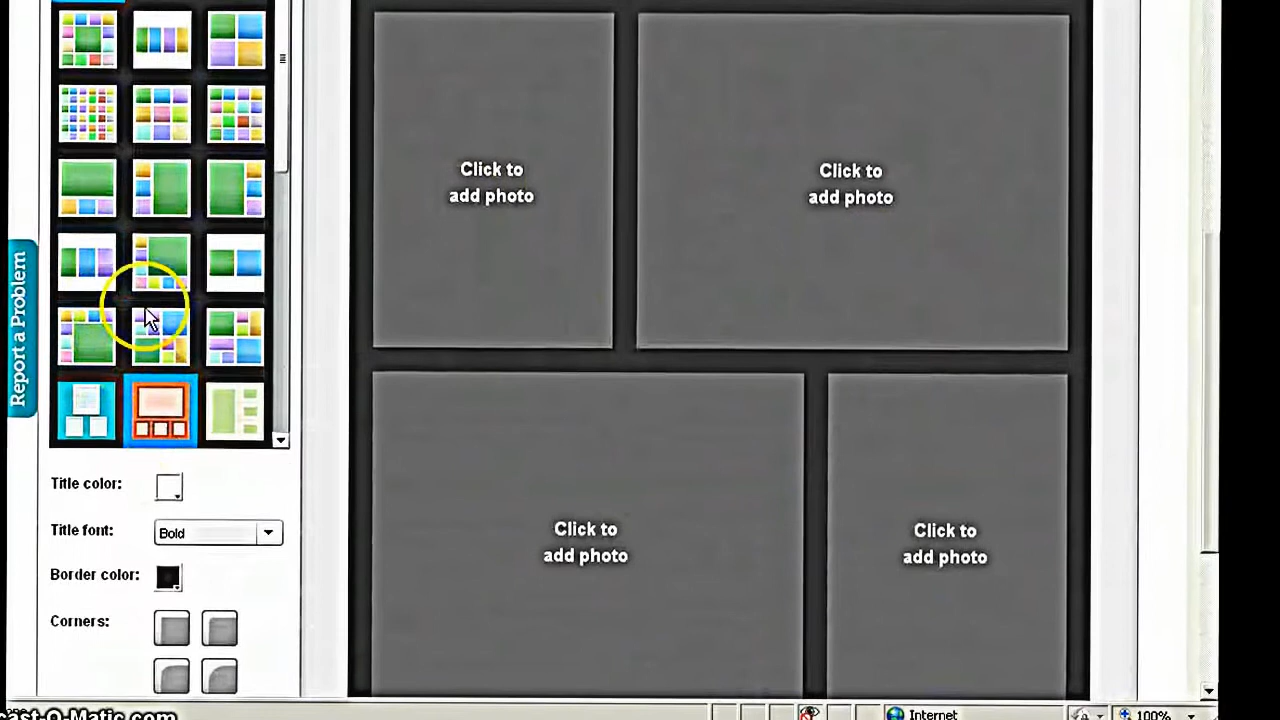 Click to
add photo
Click to
add photo
Report a Problem
Click to
add photo
Click to
add photo
Title color:
Title font:
Bold
Border color:
Corners:
cast-O-Matic.com
Internet
100%